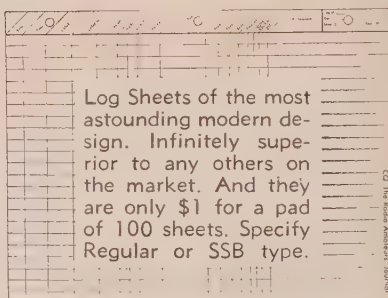 Log Sheets of the most
astounding modern de-
sign. Infinitely supe-
rior to any others on
the market. And they
are only $1 for a pad
of 100 sheets. Specify
Regular or SSB type.
CQ The Radio Amateurs' Journal